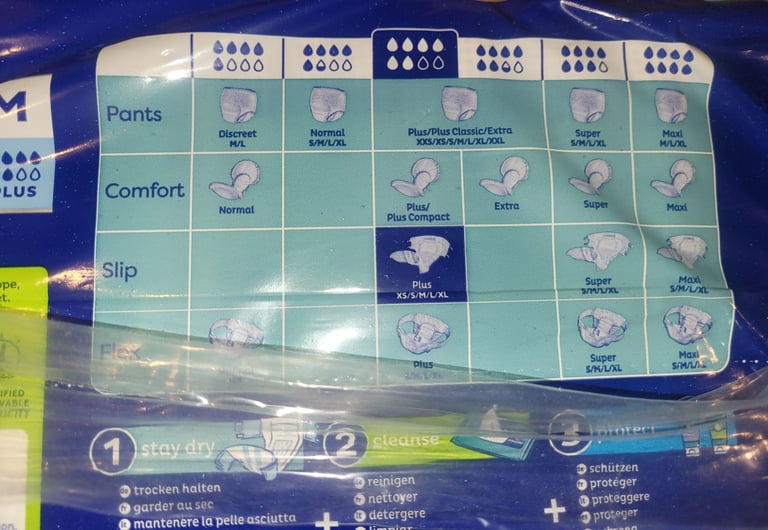 M
PLUS
Pants
Discreet
M/L
Normal
S/M/L/XL
Plus/Plus Classic/Extra
XXS/XS/S/M/L/XL/XXL
Super
S/M/L/XL
Maxi
M/L/XL
Comfort
Normal
Plus/
Plus Compact
Extra
Super
Maxi
Slip
Plus
XS/S/M/L/XL
Super
S/M/L/XL
Maxi
S/M/L/XL
Flex
Plus
Super
S/M/L/XL
Maxi
S/M/L/XL
1 stay dry
trocken halten
garder au sec
mantenere la pelle asciutta
+
2 cleanse
reinigen
nettoyer
detergere
limpiar
+
3 protect
schützen
protéger
proteggere
proteger